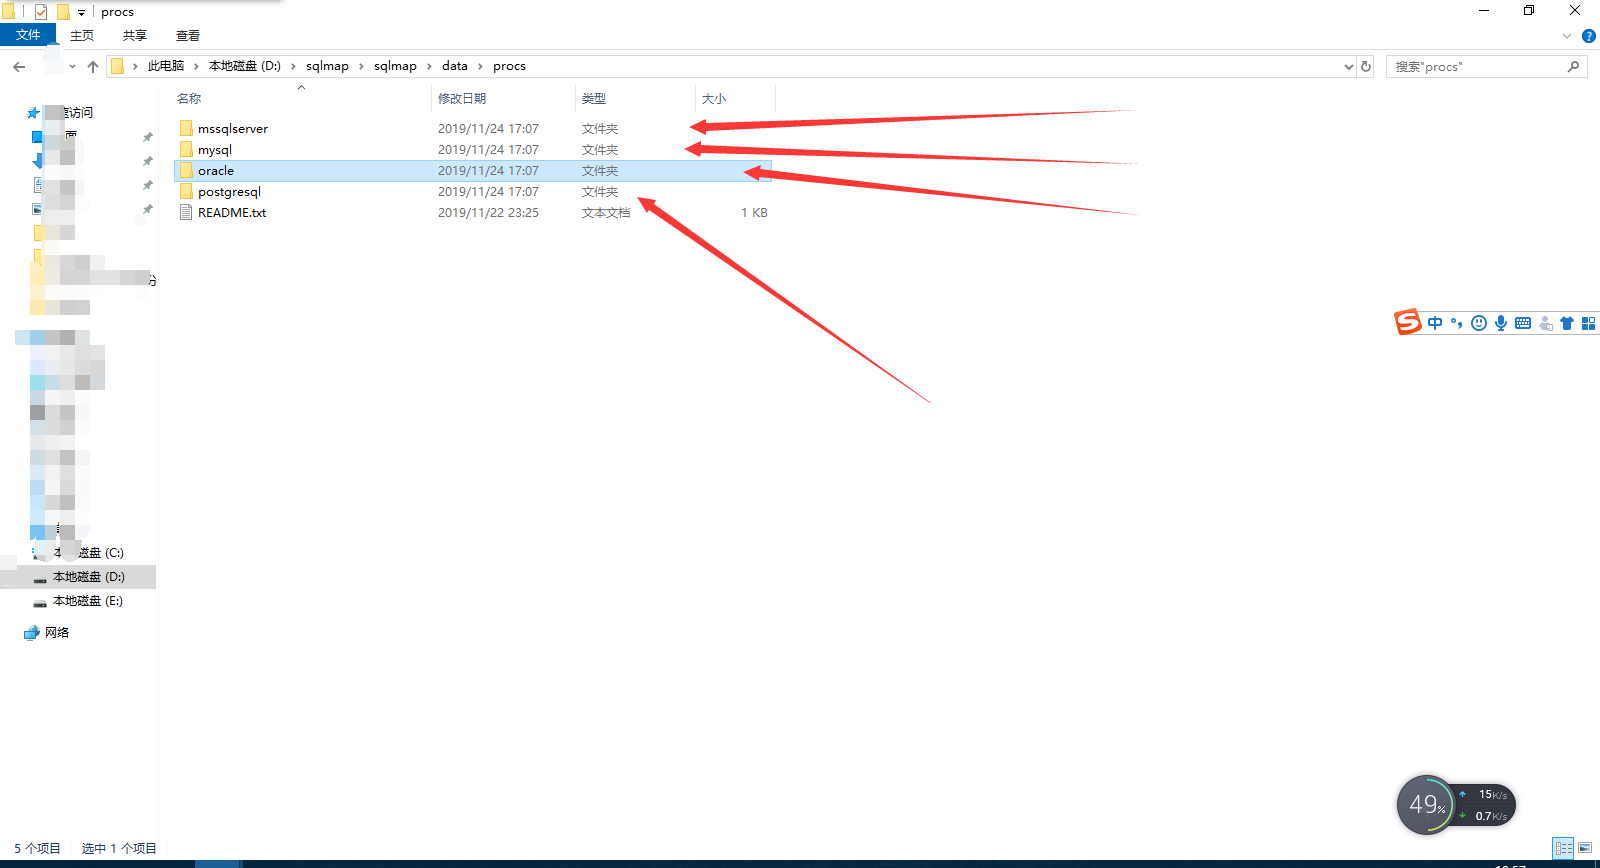 procs
文件 主页 共享 查看
此电脑 本地磁盘 (D:) sqlmap sqlmap data procs
搜索"procs"
名称 修改日期 类型 大小
mssqlserver 2019/11/24 17:07 文件夹
mysql 2019/11/24 17:07 文件夹
oracle 2019/11/24 17:07 文件夹
postgresql 2019/11/24 17:07 文件夹
README.txt 2019/11/22 23:25 文本文档 1 KB
速访问
面
分
本地磁盘 (C:)
本地磁盘 (D:)
本地磁盘 (E:)
网络
S 中
49% 15K/s
0.7K/s
5 个项目 选中 1 个项目